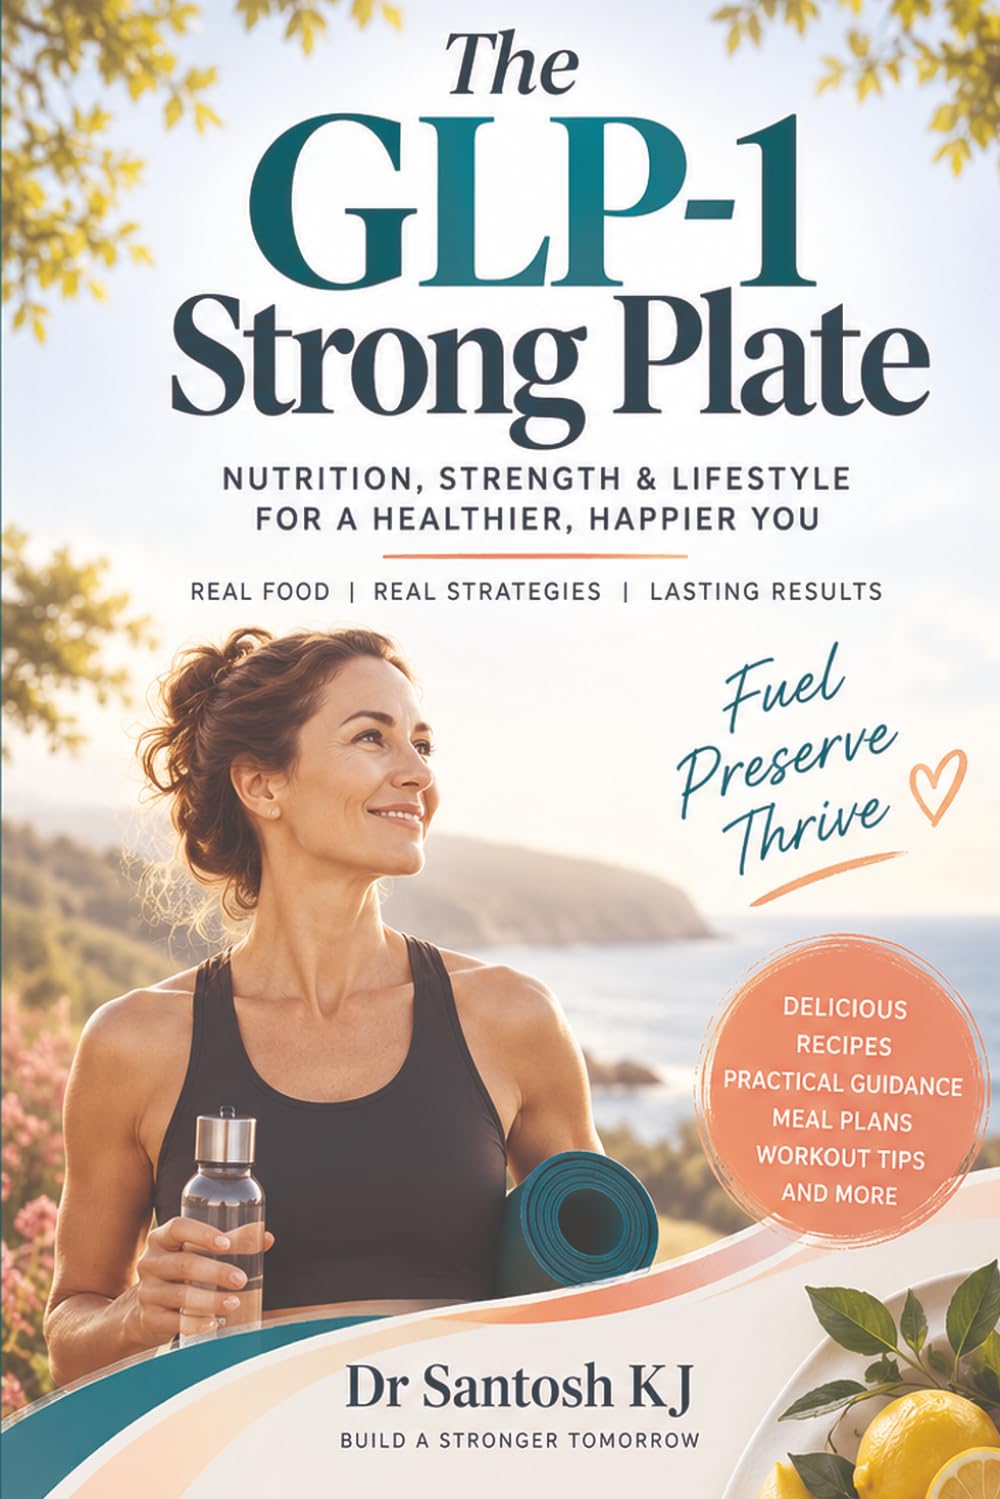 The
GLP-1
Strong Plate
NUTRITION, STRENGTH & LIFESTYLE
FOR A HEALTHIER, HAPPIER YOU
REAL FOOD | REAL STRATEGIES | LASTING RESULTS
Fuel
Preserve
Thrive
DELICIOUS
RECIPES
PRACTICAL GUIDANCE
MEAL PLANS
WORKOUT TIPS
AND MORE
Dr Santosh KJ
BUILD A STRONGER TOMORROW